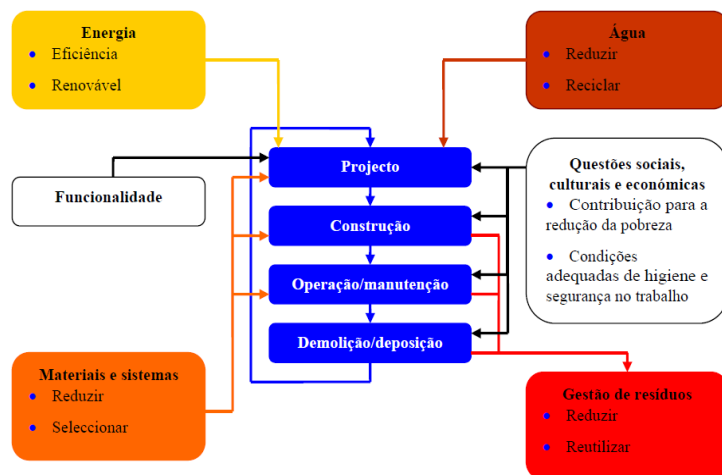 Energia
• Eficiência
• Renovável
Água
• Reduzir
• Reciclar
Funcionalidade
Projecto
Construção
Operação/manutenção
Demolição/deposição
Questões sociais,
culturais e económicas
• Contribuição para a
redução da pobreza
• Condições
adequadas de higiene e
segurança no trabalho
Materiais e sistemas
• Reduzir
• Seleccionar
Gestão de resíduos
• Reduzir
• Reutilizar